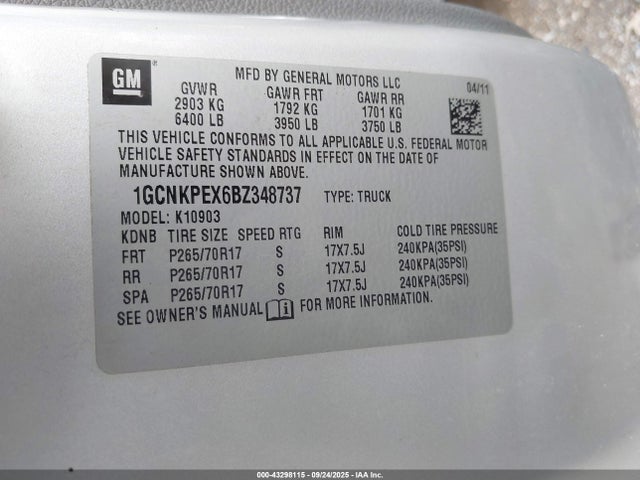 GM
MFD BY GENERAL MOTORS LLC
04/11
GVWR GAWR FRT GAWR RR
2903 KG 1792 KG 1701 KG
6400 LB 3950 LB 3750 LB
THIS VEHICLE CONFORMS TO ALL APPLICABLE U.S. FEDERAL MOTOR
VEHICLE SAFETY STANDARDS IN EFFECT ON THE DATE OF
MANUFACTURE SHOWN ABOVE.
1GCNKPEX6BZ348737 TYPE: TRUCK
MODEL: K10903
KDNB TIRE SIZE SPEED RTG RIM COLD TIRE PRESSURE
FRT P265/70R17 S 17X7.5J 240KPA(35PSI)
RR P265/70R17 S 17X7.5J 240KPA(35PSI)
SPA P265/70R17 S 17X7.5J 240KPA(35PSI)
SEE OWNER'S MANUAL i FOR MORE INFORMATION.
000-43298115 - 09/24/2025 - IAAI.com